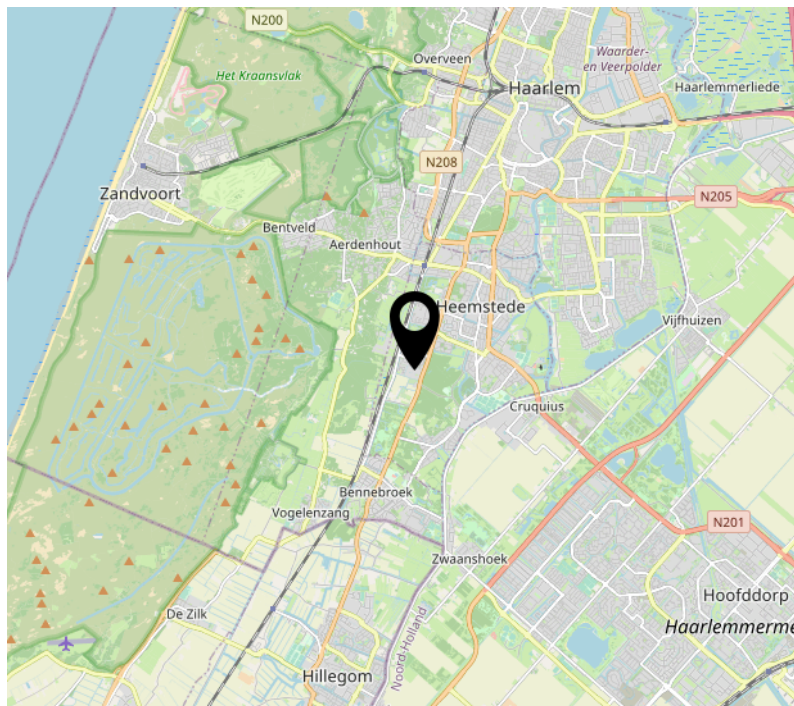 N200
Overveen
Waarder-
en Veerpolder
Het Kraansvlak
Haarlem
Haarlemmerliede
N208
Zandvoort
N205
Bentveld
Aerdenhout
Heemstede
Vijfhuizen
Cruquius
Bennebroek
Vogelenzang
N201
Zwaanshoek
Hoofddorp
De Zilk
Haarlemmerme
Noord-Holland
Hillegom